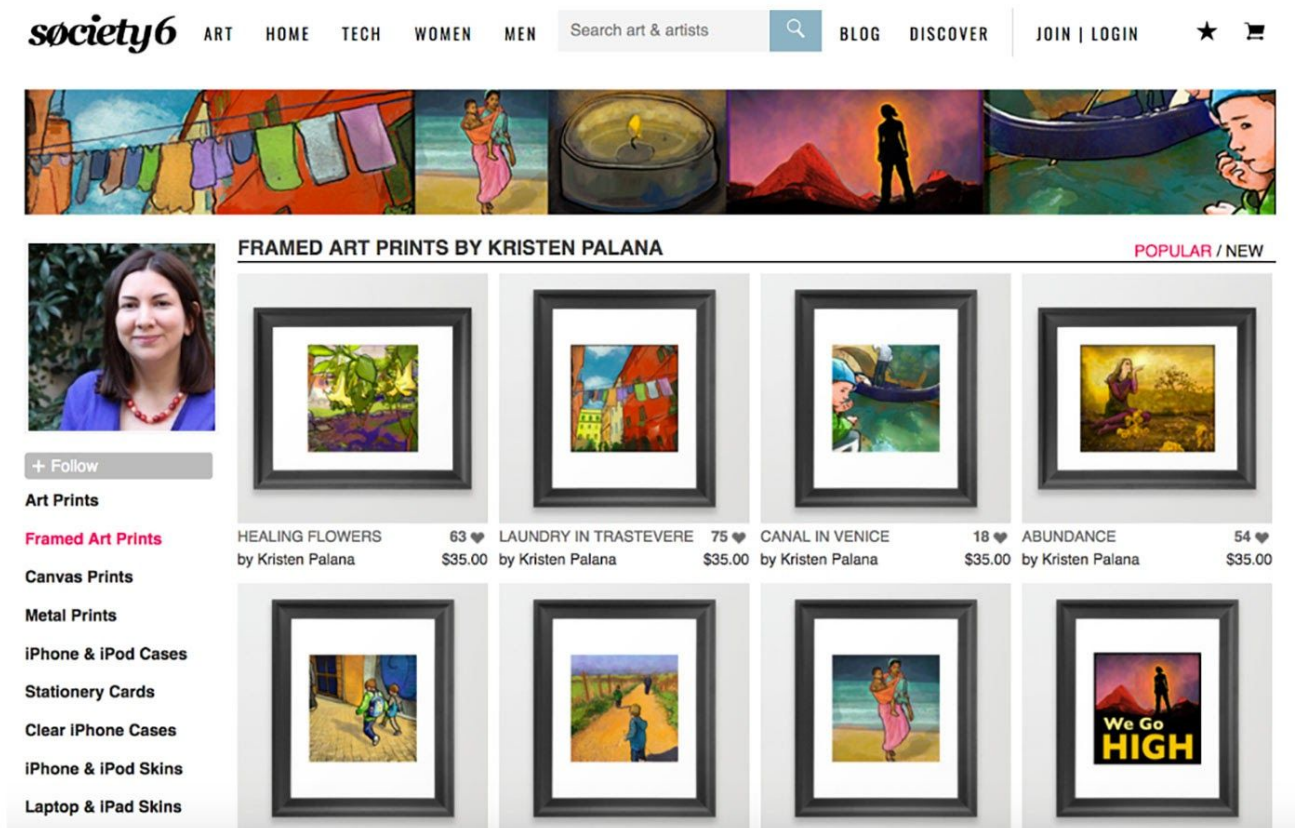 søciety6
ART HOME TECH WOMEN MEN Search art & artists BLOG DISCOVER JOIN | LOGIN
FRAMED ART PRINTS BY KRISTEN PALANA
POPULAR / NEW
+ Follow
Art Prints
Framed Art Prints
Canvas Prints
Metal Prints
iPhone & iPod Cases
Stationery Cards
Clear iPhone Cases
iPhone & iPod Skins
Laptop & iPad Skins
HEALING FLOWERS 63
by Kristen Palana $35.00
LAUNDRY IN TRASTEVERE 75
by Kristen Palana $35.00
CANAL IN VENICE 18
by Kristen Palana $35.00
ABUNDANCE 54
by Kristen Palana $35.00
We Go
HIGH